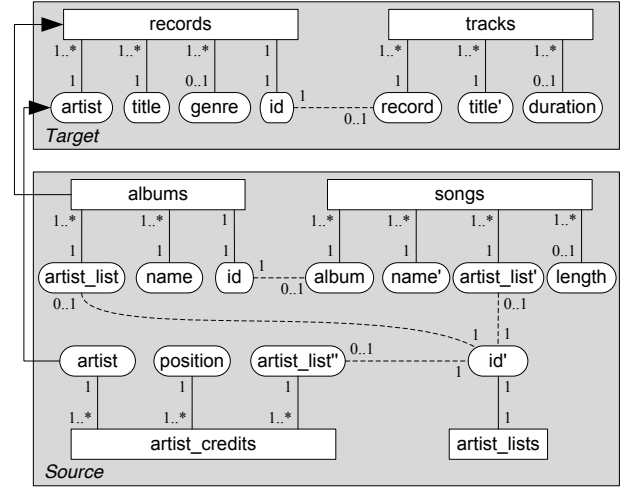 records tracks
1..* 1..* 1..* 1 1..* 1..* 1..*
1 1 0..1 1 1 1 0..1
artist title genre id 1 0..1 record title' duration
Target
albums songs
1..* 1..* 1 1..* 1..* 1..* 0..1
1 1 1 1 1 1 0..1
artist_list name id 1 0..1 album name' artist_list' length
0..1 0..1
1 1
artist position artist_list'' 0..1 1 id'
1 1 1 1
1..* 1..* 1..* 1
artist_credits artist_lists
Source